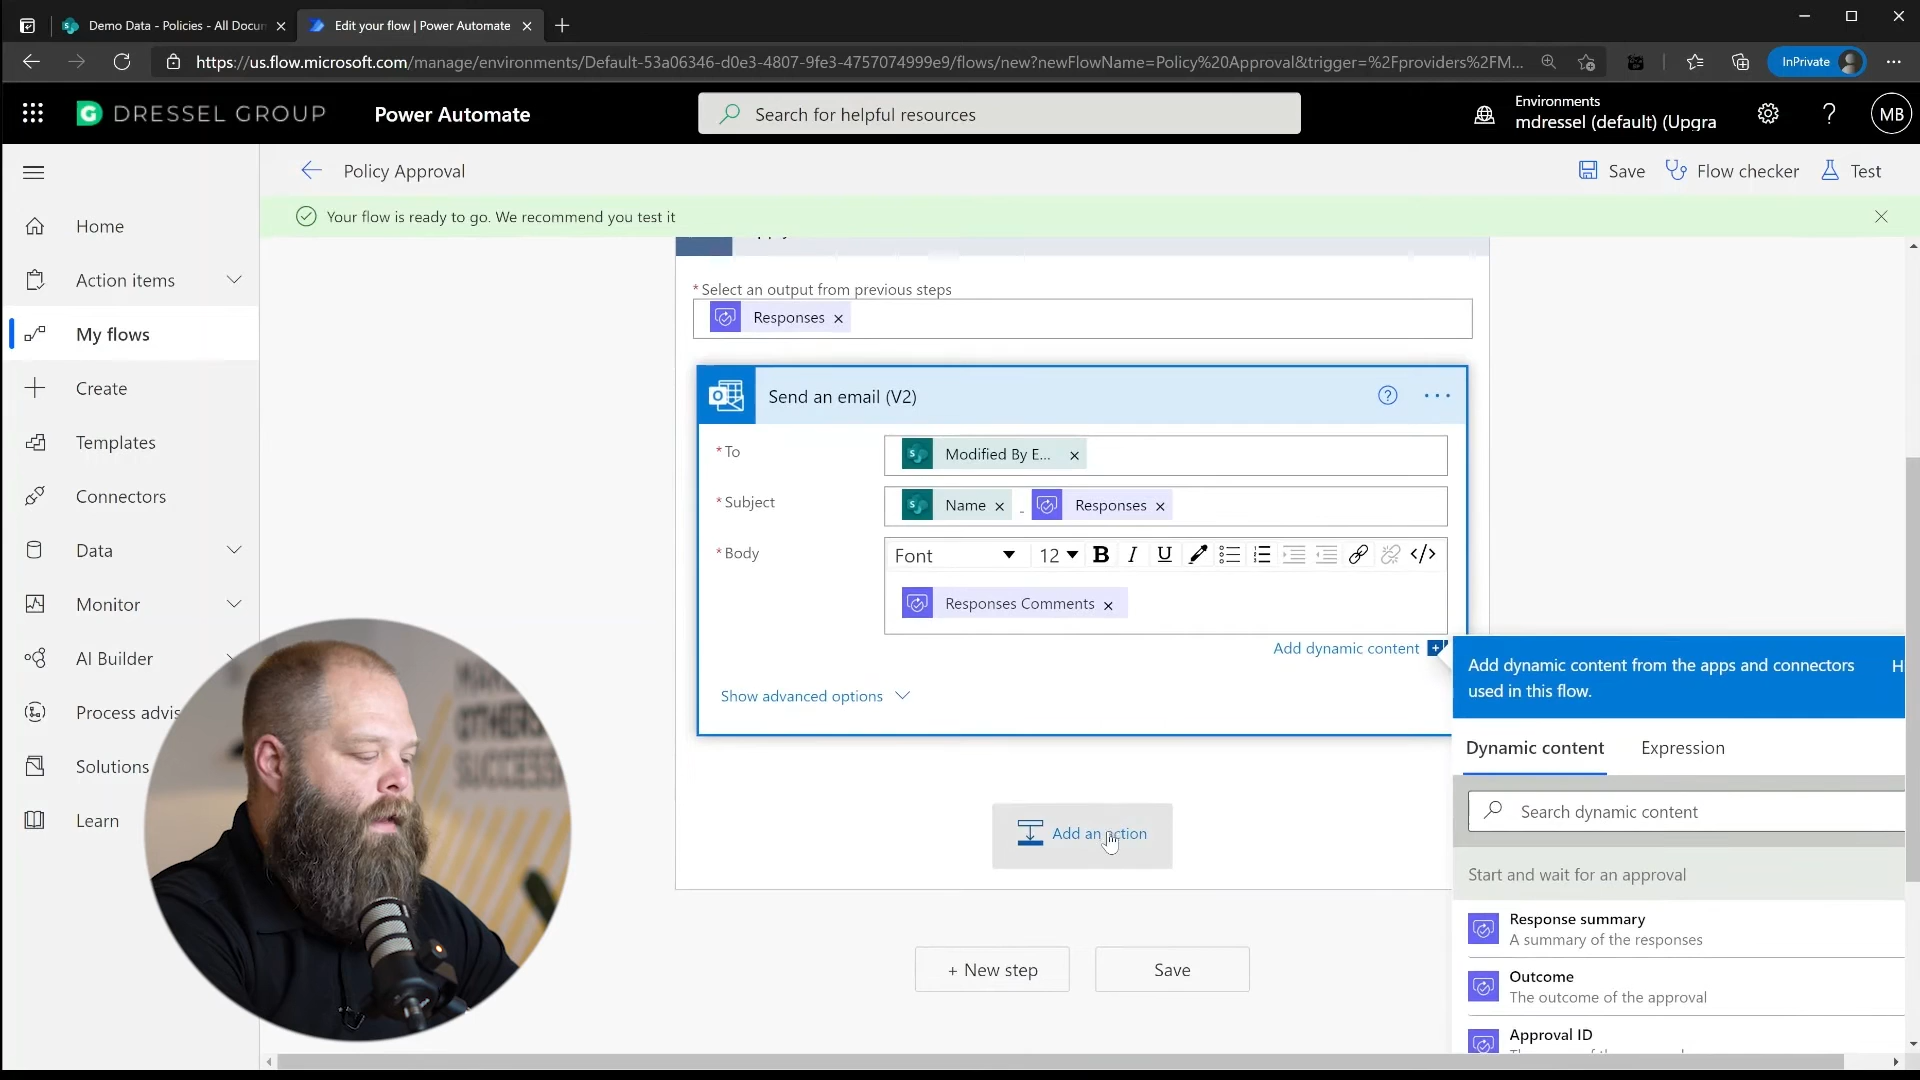 Demo Data - Policies - All Docun
Edit your flow | Power Automate
https://us.flow.microsoft.com/manage/environments/Default-53a06346-d0e3-4807-9fe3-4757074999e9/flows/new?newFlowName=Policy%20Approval&trigger=%2Fproviders%2FM...
InPrivate
DRESSEL GROUP
Power Automate
Search for helpful resources
Environments
mdressel (default) (Upgra
MB
Policy Approval
Save
Flow checker
Test
Your flow is ready to go. We recommend you test it
Home
Action items
My flows
Create
Templates
Connectors
Data
Monitor
AI Builder
Process advis
Solutions
Learn
* Select an output from previous steps
Responses
Send an email (V2)
* To
Modified By E...
* Subject
Name
-
Responses
* Body
Font
12
B
I
U
</>
Responses Comments
Add dynamic content
Show advanced options
Add an action
+ New step
Save
Add dynamic content from the apps and connectors
used in this flow.
H
Dynamic content
Expression
Search dynamic content
Start and wait for an approval
Response summary
A summary of the responses
Outcome
The outcome of the approval
Approval ID
OTHERS
SUCCESS